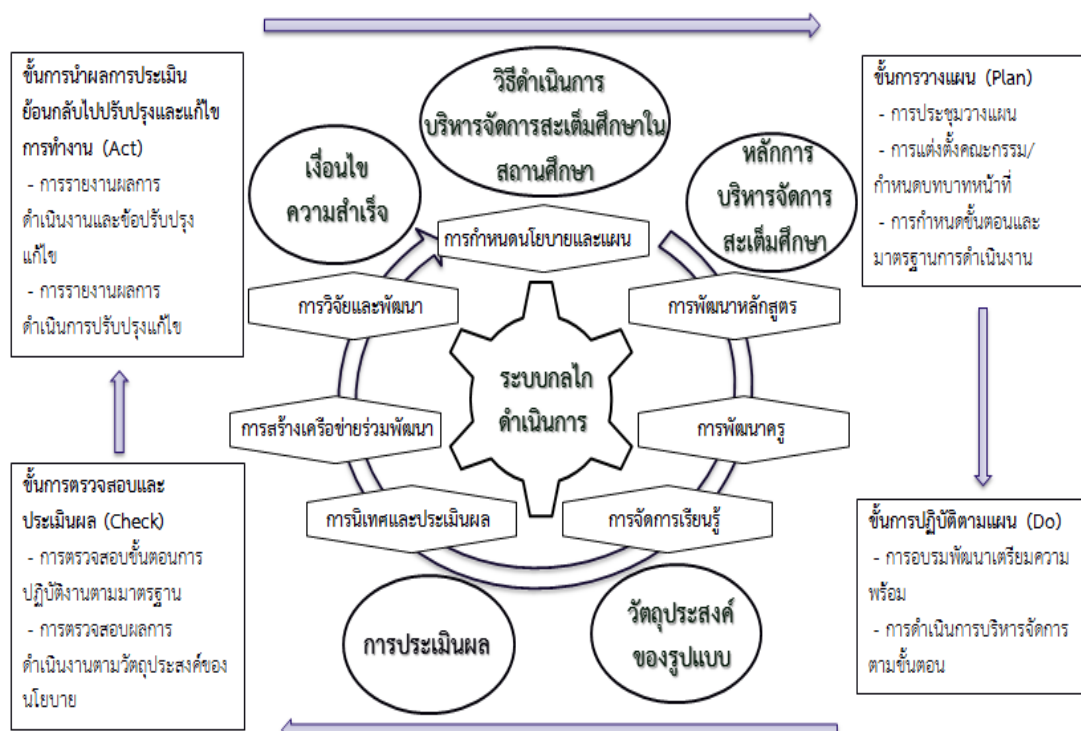 ขั้นการนำผลการประเมิน
ย้อนกลับไปปรับปรุงและแก้ไข
การทำงาน (Act)
- การรายงานผลการ
ดำเนินงานและข้อปรับปรุง
แก้ไข
- การรายงานผลการ
ดำเนินการปรับปรุงแก้ไข
วิธีดำเนินการ
บริหารจัดการสะเต็มศึกษาใน
สถานศึกษา
เงื่อนไข
ความสำเร็จ
หลักการ
บริหารจัดการ
สะเต็มศึกษา
ขั้นการวางแผน (Plan)
- การประชุมวางแผน
- การแต่งตั้งคณะกรรม/
กำหนดบทบาทหน้าที่
- การกำหนดขั้นตอนและ
มาตรฐานการดำเนินงาน
การกำหนดนโยบายและแผน
การวิจัยและพัฒนา
การพัฒนาหลักสูตร
ระบบกลไก
ดำเนินการ
การสร้างเครือข่ายร่วมพัฒนา
การพัฒนาครู
การนิเทศและประเมินผล
การจัดการเรียนรู้
ขั้นการตรวจสอบและ
ประเมินผล (Check)
- การตรวจสอบขั้นตอนการ
ปฏิบัติงานตามมาตรฐาน
- การตรวจสอบผลการ
ดำเนินงานตามวัตถุประสงค์ของ
นโยบาย
การประเมินผล
วัตถุประสงค์
ของรูปแบบ
ขั้นการปฏิบัติตามแผน (Do)
- การอบรมพัฒนาเตรียมความ
พร้อม
- การดำเนินการบริหารจัดการ
ตามขั้นตอน